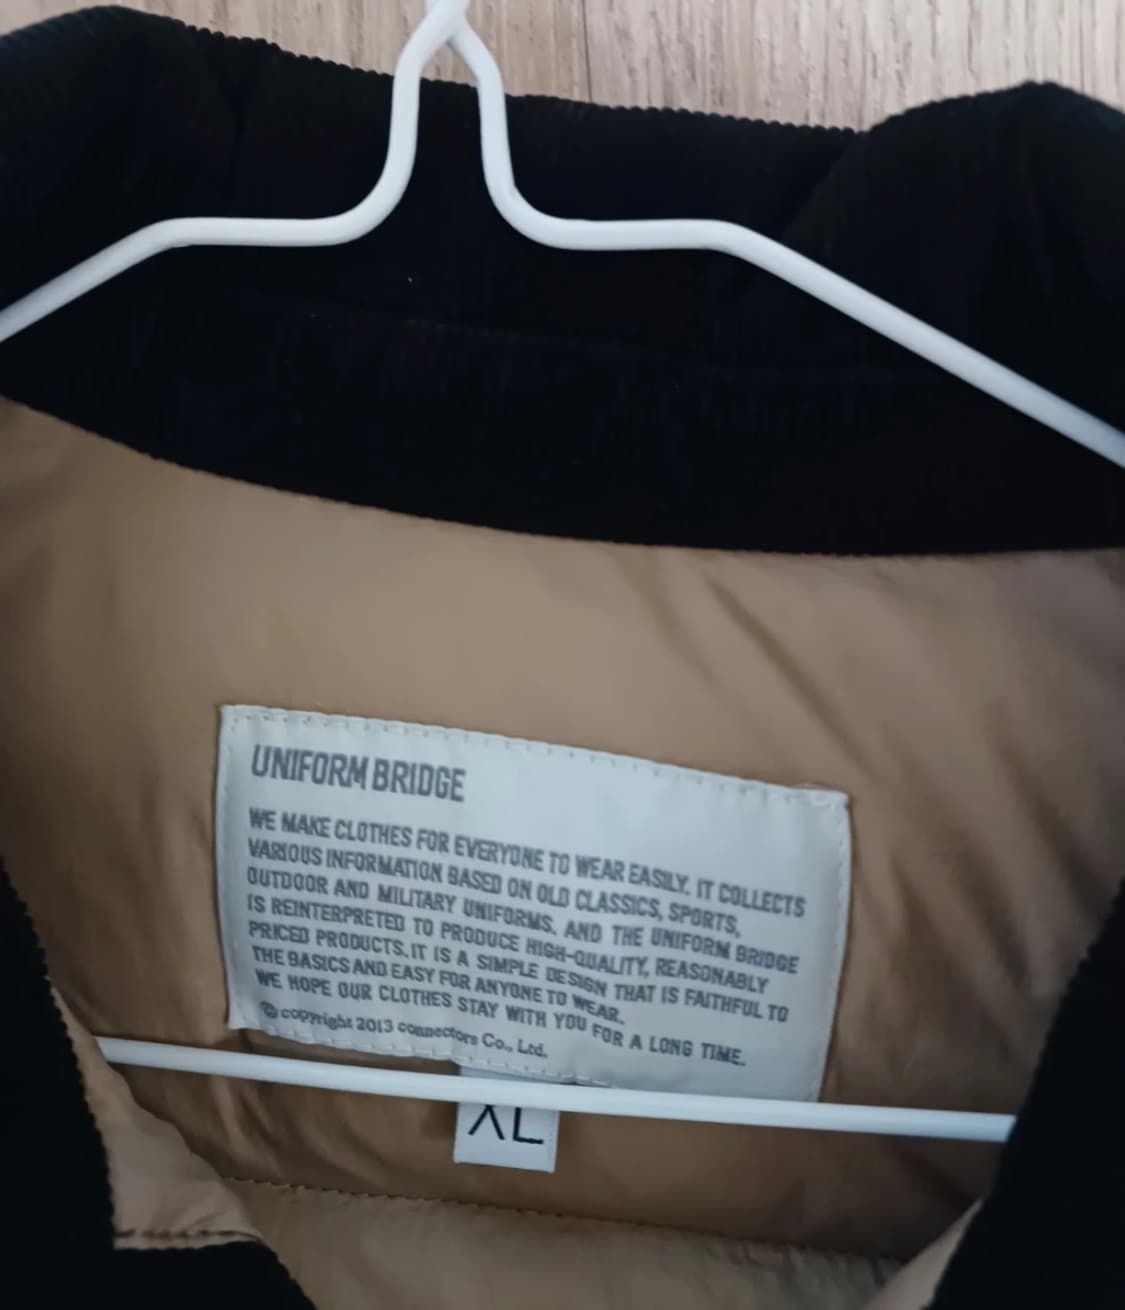 UNIFORM BRIDGE
WE MAKE CLOTHES FOR EVERYONE TO WEAR EASILY. IT COLLECTS
VARIOUS INFORMATION BASED ON OLD CLASSICS, SPORTS,
OUTDOOR AND MILITARY UNIFORMS. AND THE UNIFORM BRIDGE
IS REINTERPRETED TO PRODUCE HIGH-QUALITY, REASONABLY
PRICED PRODUCTS. IT IS A SIMPLE DESIGN THAT IS FAITHFUL TO
THE BASICS AND EASY FOR ANYONE TO WEAR.
WE HOPE OUR CLOTHES STAY WITH YOU FOR A LONG TIME.
© copyright 2013 connectors Co., Ltd.
XL